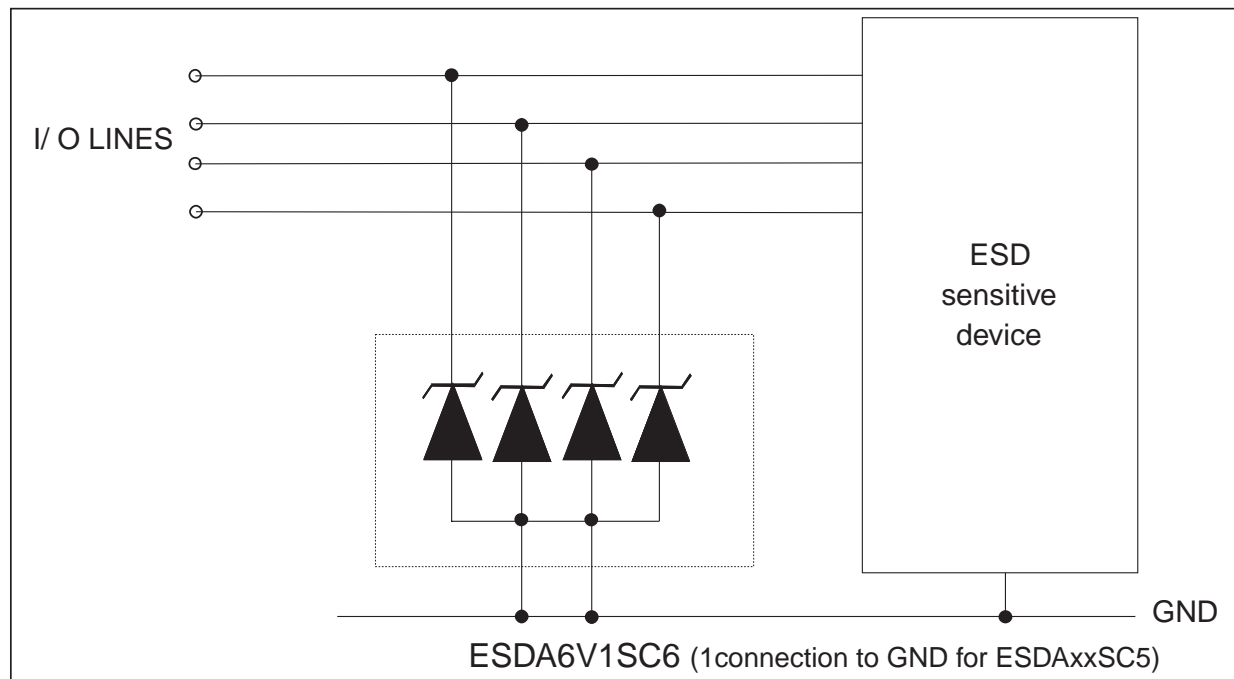 I/ O LINES
ESD
sensitive
device
GND
ESDA6V1SC6 (1connection to GND for ESDAxxSC5)